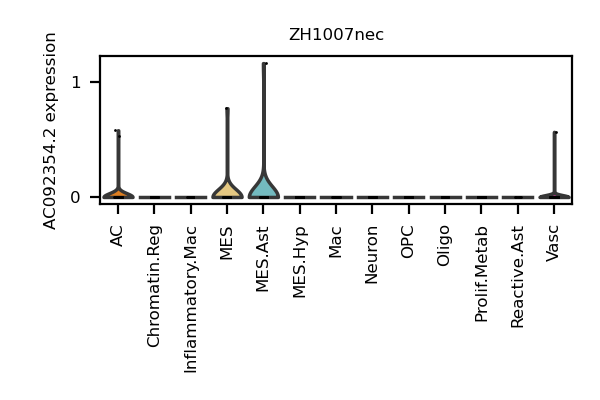 ZH1007nec
AC092354.2 expression
1
0
AC
Chromatin.Reg
Inflammatory.Mac
MES
MES.Ast
MES.Hyp
Mac
Neuron
OPC
Oligo
Prolif.Metab
Reactive.Ast
Vasc